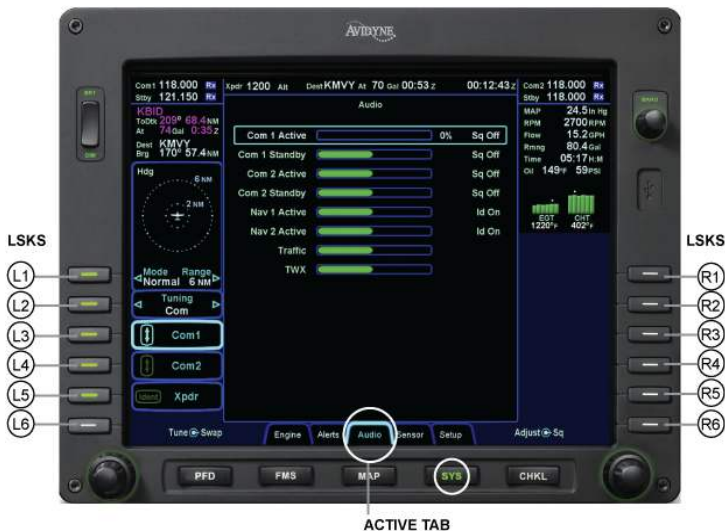 AVIDYNE
BRT
DIM
Com1 118.000 Rx
Stby 121.150 Rx
Xpdr 1200 Alt DestKMVY At 70 Gal 00:53 z 00:12:43 z
Com2 118.000 Rx
Stby 118.000 Rx
KBID
ToDtk 209° 68.4 NM
At 74 Gal 0:35 z
Dest KMVY
Brg 170° 57.4 NM
Audio
MAP 24.5 In Hg
RPM 2700 RPM
Flow 15.2 GPH
Rmng 80.4 Gal
Time 05:17 H:M
Oil 149°F 59 PSI
EGT CHT
1220°F 402°F
Com 1 Active 0% Sq Off
Com 1 Standby Sq Off
Com 2 Active Sq Off
Com 2 Standby Sq Off
Nav 1 Active Id On
Nav 2 Active Id On
Traffic
TWX
Hdg
6 NM
2 NM
Mode Range
Normal 6 NM
Tuning
Com
Com1
Com2
Ident Xpdr
LSKS
L1
L2
L3
L4
L5
L6
LSKS
R1
R2
R3
R4
R5
R6
Tune Swap
Engine Alerts Audio Sensor Setup
Adjust Sq
PFD FMS MAP SYS CHKL
ACTIVE TAB